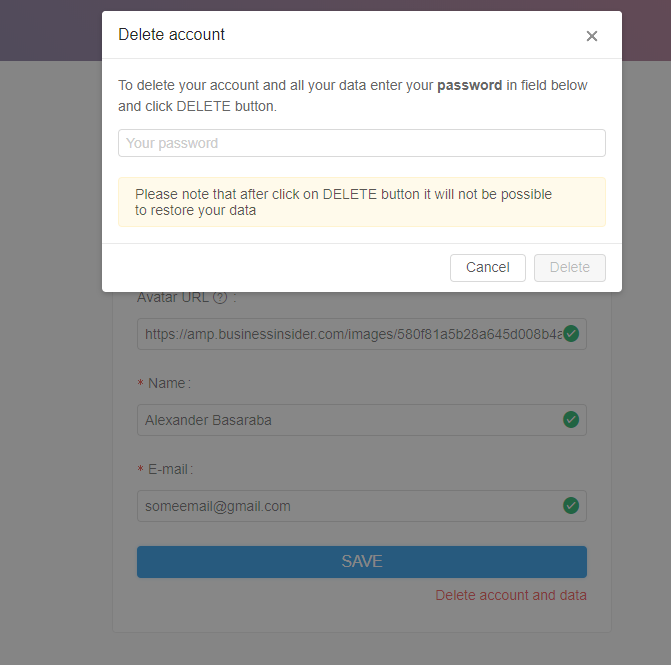 Delete account
To delete your account and all your data enter your password in field below
and click DELETE button.
Your password
Please note that after click on DELETE button it will not be possible
to restore your data
Cancel
Delete
Avatar URL ? :
https://amp.businessinsider.com/images/580f81a5b28a645d008b4a
* Name :
Alexander Basaraba
* E-mail :
someemail@gmail.com
SAVE
Delete account and data